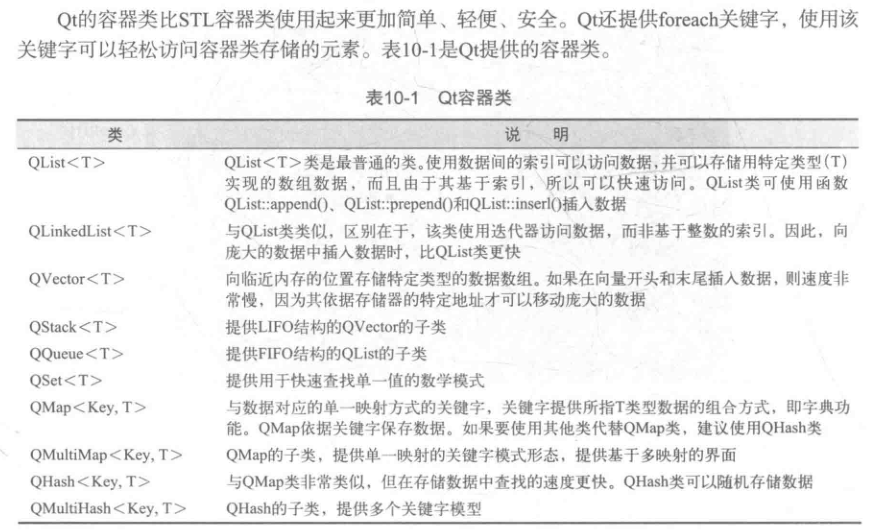 Qt的容器类比STL容器类使用起来更加简单、轻便、安全。Qt还提供foreach关键字，使用该
关键字可以轻松访问容器类存储的元素。表10-1是Qt提供的容器类。
表10-1 Qt容器类
类 说 明
QList<T> QList<T>类是最普通的类。使用数据间的索引可以访问数据,并可以存储用特定类型(T)
实现的数组数据，而且由于其基于索引，所以可以快速访问。QList类可使用函数
QList::append()、QList::prepend()和QList::inserl()插入数据
QLinkedList<T> 与QList类类似，区别在于，该类使用迭代器访问数据，而非基于整数的索引。因此，向
庞大的数据中插入数据时，比QList类更快
QVector<T> 向临近内存的位置存储特定类型的数据数组。如果在向量开头和末尾插入数据，则速度非
常慢，因为其依据存储器的特定地址才可以移动庞大的数据
QStack<T> 提供LIFO结构的QVector的子类
QQueue<T> 提供FIFO结构的QList的子类
QSet<T> 提供用于快速查找单一值的数学模式
QMap<Key, T> 与数据对应的单一映射方式的关键字，关键字提供所指T类型数据的组合方式，即字典功
能。QMap依据关键字保存数据。如果要使用其他类代替QMap类，建议使用QHash类
QMultiMap<Key, T> QMap的子类，提供单一映射的关键字模式形态，提供基于多映射的界面
QHash<Key, T> 与QMap类非常类似，但在存储数据中查找的速度更快。QHash类可以随机存储数据
QMultiHash<Key, T> QHash的子类，提供多个关键字模型